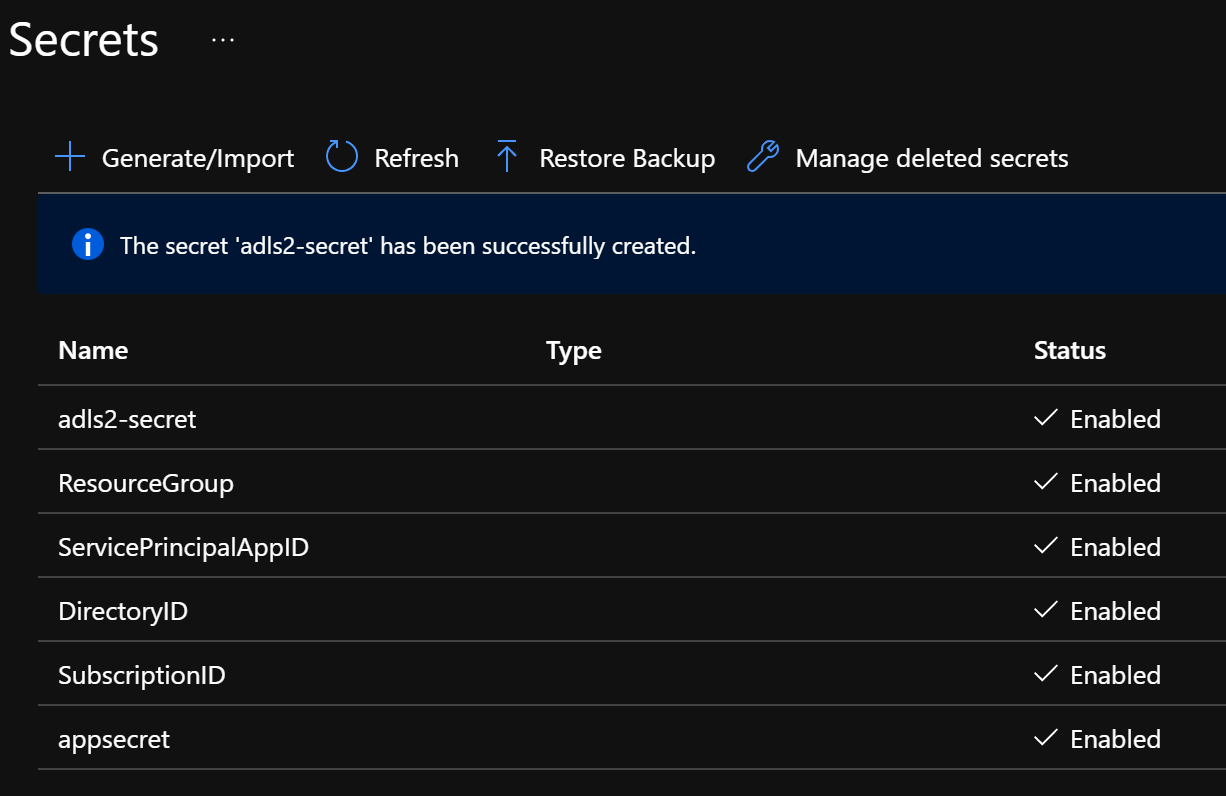 Secrets ...
Generate/Import Refresh Restore Backup Manage deleted secrets
The secret 'adls2-secret' has been successfully created.
Name Type Status
adls2-secret Enabled
ResourceGroup Enabled
ServicePrincipalAppID Enabled
DirectoryID Enabled
SubscriptionID Enabled
appsecret Enabled